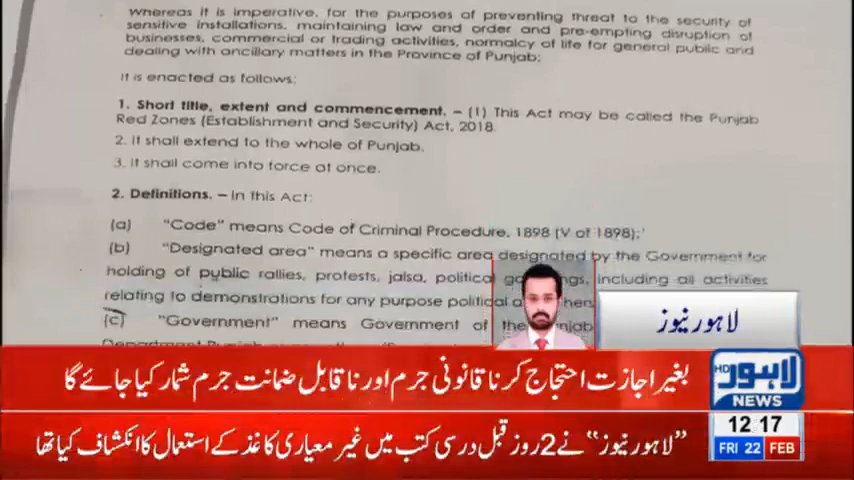 Whereas it is imperative, for the purposes of preventing threat to the security of
sensitive installations, maintaining law and order and pre-empting disruption of
businesses, commercial or trading activities, normalcy of life for general public and
dealing with ancillary matters in the Province of Punjab;
It is enacted as follows:
1. Short title, extent and commencement. – (1) This Act may be called the Punjab
Red Zones (Establishment and Security) Act, 2018.
2. It shall extend to the whole of Punjab.
3. It shall come into force at once.
2. Definitions. – In this Act:
(a) "Code" means Code of Criminal Procedure, 1898 (V of 1898);'
(b) "Designated area" means a specific area designated by the Government for
holding of public rallies, protests, jalsa, political including all activities
relating to demonstrations for any purpose political
(c) "Government" means Government of the
لاہور نیوز
بغیر اجازت احتجاج کرنا قانونی جرم اور ناقابل ضمانت جرم شمار کیا جائے گا
HD لاہور
NEWS
"لاہور نیوز" نے 2 روز قبل درسی کتب میں غیر معیاری کاغذ کے استعمال کا انکشاف کیا تھا
12 17
FRI 22 FEB